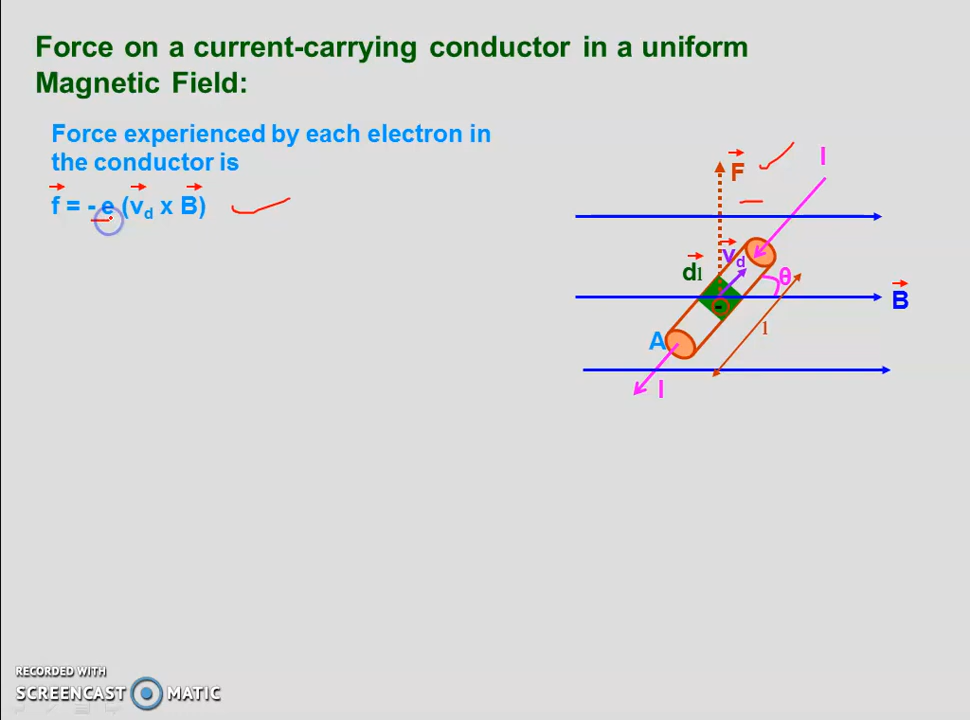 Force on a current-carrying conductor in a uniform
Magnetic Field:
Force experienced by each electron in
the conductor is
f = - e (vd x B)
F
I
vd
dl
θ
B
-
A
l
I
RECORDED WITH
SCREENCAST MATIC